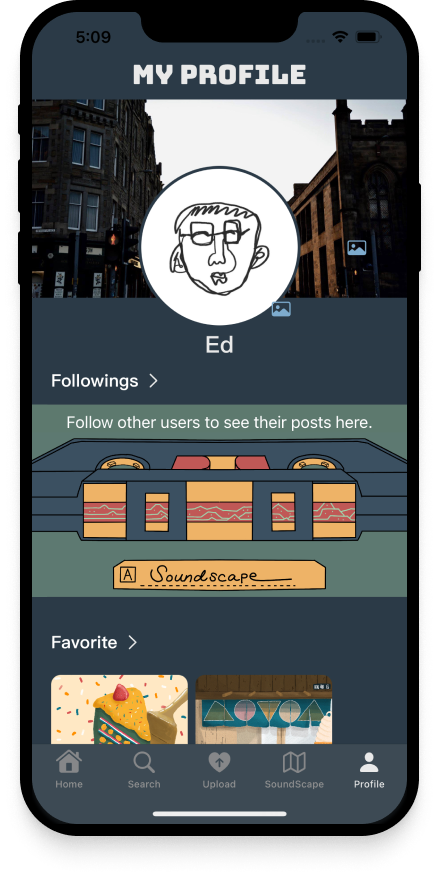 5:09
MY PROFILE
Ed
Followings
Follow other users to see their posts here.
A Soundscape
Favorite
Home Search Upload SoundScape Profile